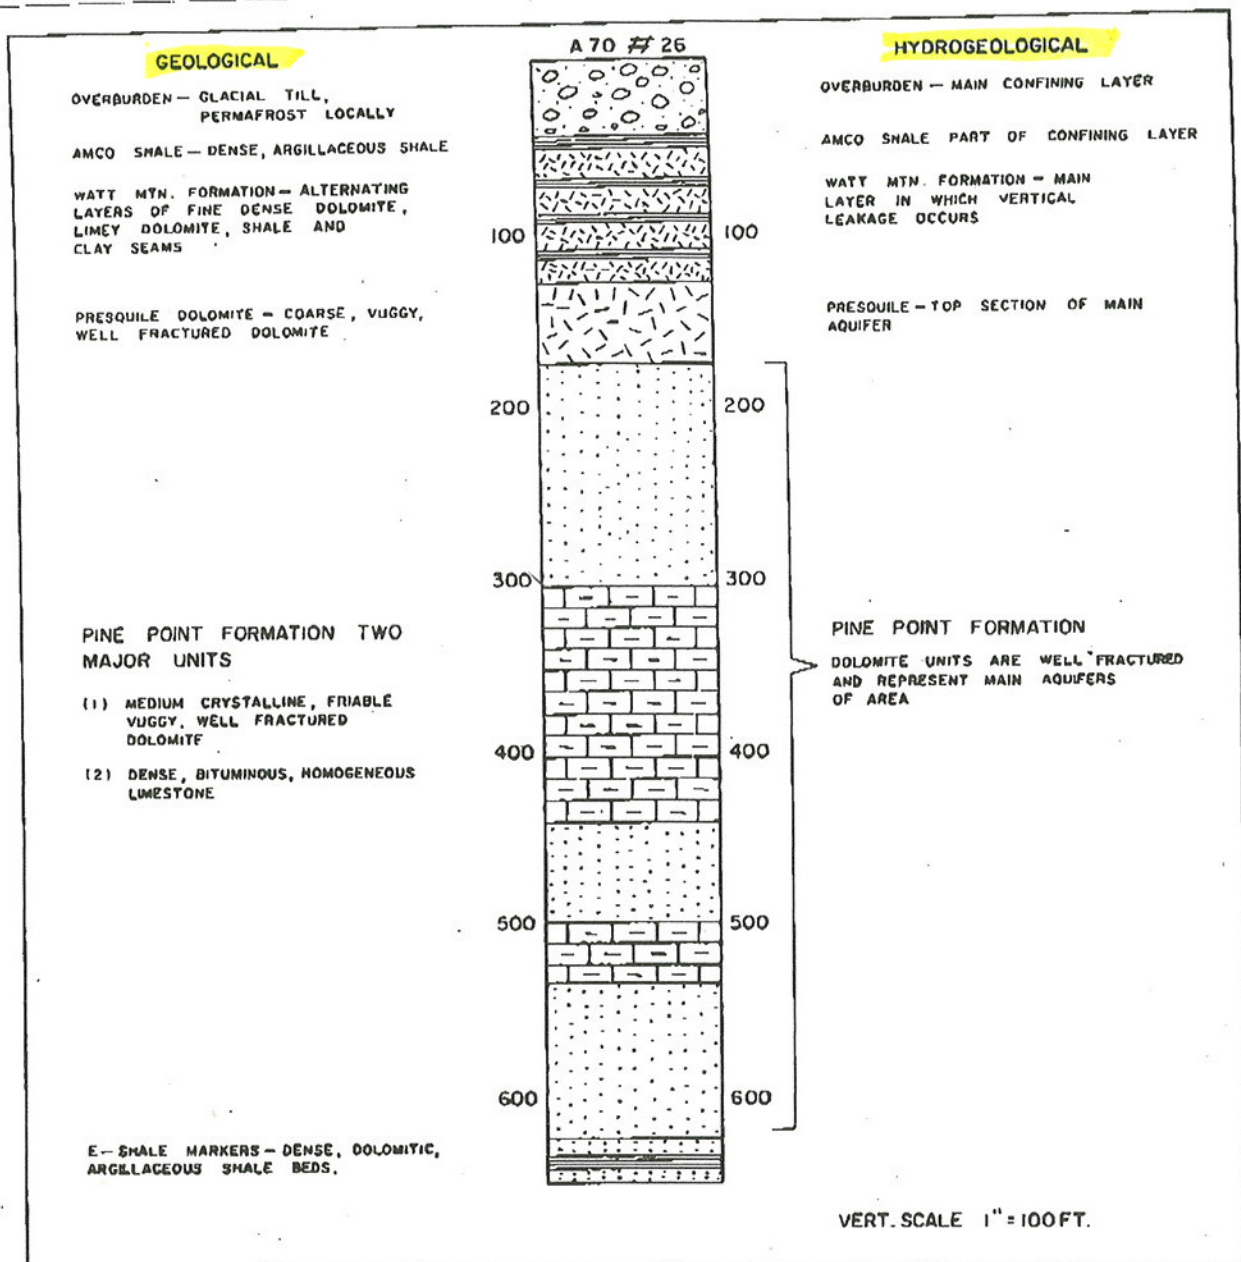 A 70 # 26
GEOLOGICAL
OVERBURDEN — GLACIAL TILL,
PERMAFROST LOCALLY
AMCO SHALE — DENSE, ARGILLACEOUS SHALE
WATT MTN. FORMATION — ALTERNATING
LAYERS OF FINE DENSE DOLOMITE,
LIMEY DOLOMITE, SHALE AND
CLAY SEAMS
PRESQUILE DOLOMITE — COARSE, VUGGY,
WELL FRACTURED DOLOMITE
PINE POINT FORMATION TWO
MAJOR UNITS
(1) MEDIUM CRYSTALLINE, FRIABLE
VUGGY, WELL FRACTURED
DOLOMITE
(2) DENSE, BITUMINOUS, HOMOGENEOUS
LIMESTONE
E — SHALE MARKERS — DENSE, DOLOMITIC,
ARGILLACEOUS SHALE BEDS.
100 100
200 200
300 300
400 400
500 500
600 600
HYDROGEOLOGICAL
OVERBURDEN — MAIN CONFINING LAYER
AMCO SHALE PART OF CONFINING LAYER
WATT MTN. FORMATION — MAIN
LAYER IN WHICH VERTICAL
LEAKAGE OCCURS
PRESQUILE — TOP SECTION OF MAIN
AQUIFER
PINE POINT FORMATION
DOLOMITE UNITS ARE WELL FRACTURED
AND REPRESENT MAIN AQUIFERS
OF AREA
VERT. SCALE 1" = 100 FT.